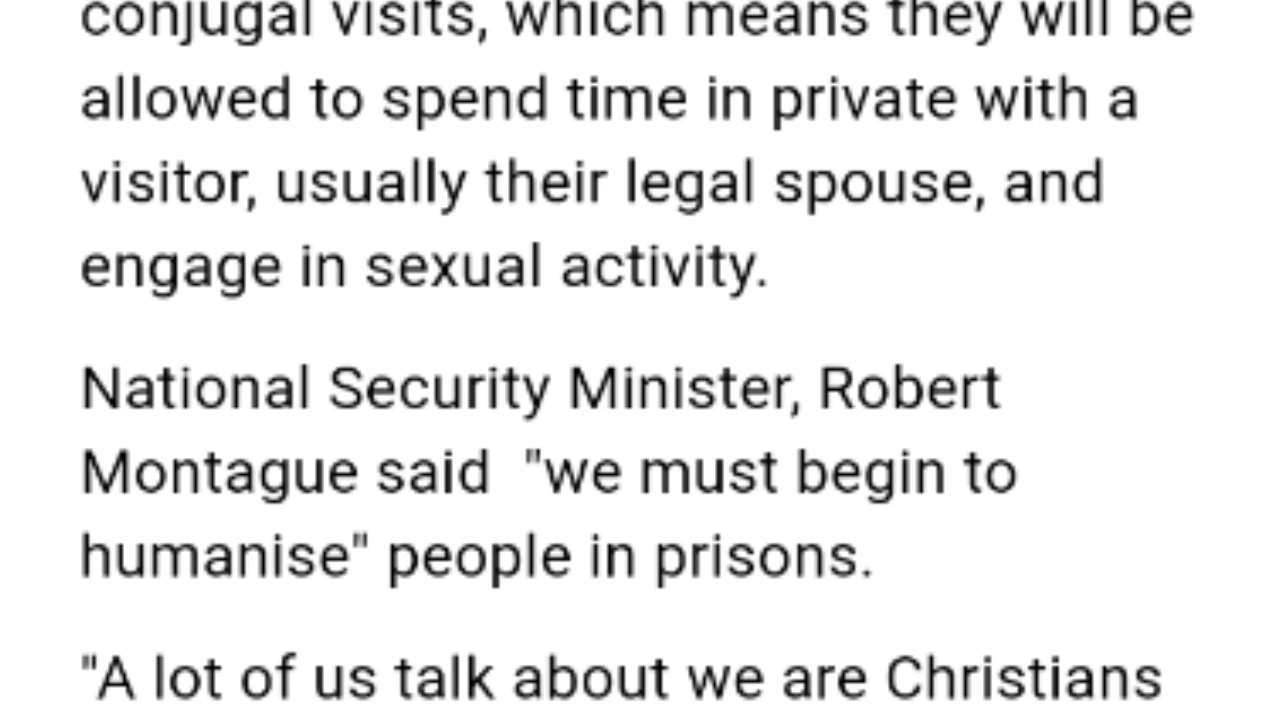 conjugal visits, which means they will be
allowed to spend time in private with a
visitor, usually their legal spouse, and
engage in sexual activity.
National Security Minister, Robert
Montague said  "we must begin to
humanise" people in prisons.
"A lot of us talk about we are Christians